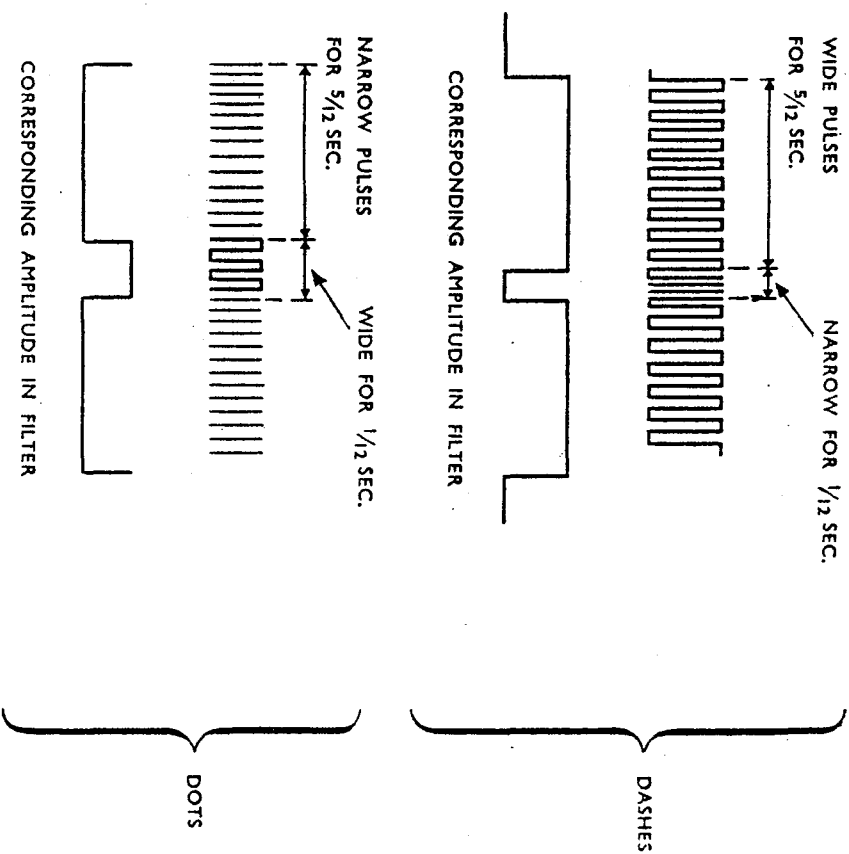 WIDE PULSES
FOR 5/12 SEC.
NARROW FOR 1/12 SEC.
CORRESPONDING AMPLITUDE IN FILTER
DASHES
NARROW PULSES
FOR 5/12 SEC.
WIDE FOR 1/12 SEC.
CORRESPONDING AMPLITUDE IN FILTER
DOTS